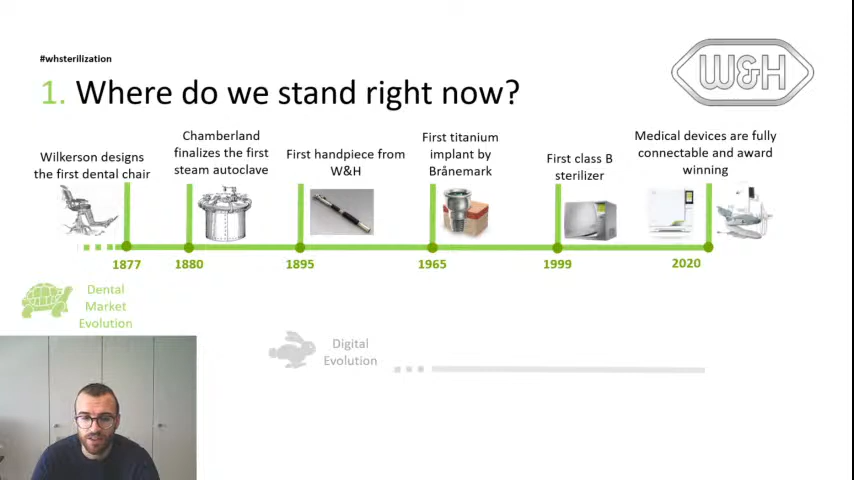 #whsterilization
1. Where do we stand right now?
W&H
Wilkerson designs
the first dental chair
Chamberland
finalizes the first
steam autoclave
First handpiece from
W&H
First titanium
implant by
Brånemark
First class B
sterilizer
Medical devices are fully
connectable and award
winning
1877
1880
1895
1965
1999
2020
Dental
Market
Evolution
Digital
Evolution